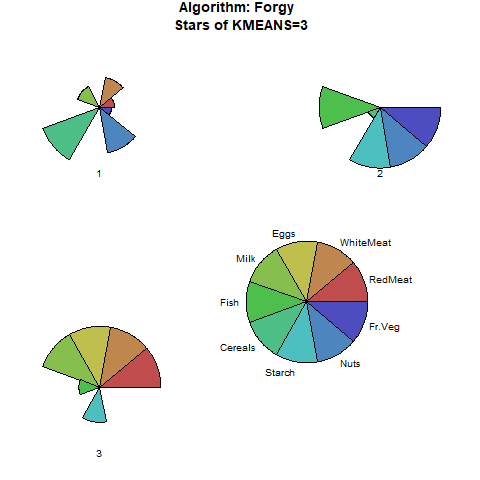 Algorithm: Forgy
Stars of KMEANS=3
1
2
Eggs
WhiteMeat
Milk
RedMeat
Fish
Fr.Veg
Cereals
Nuts
Starch
3